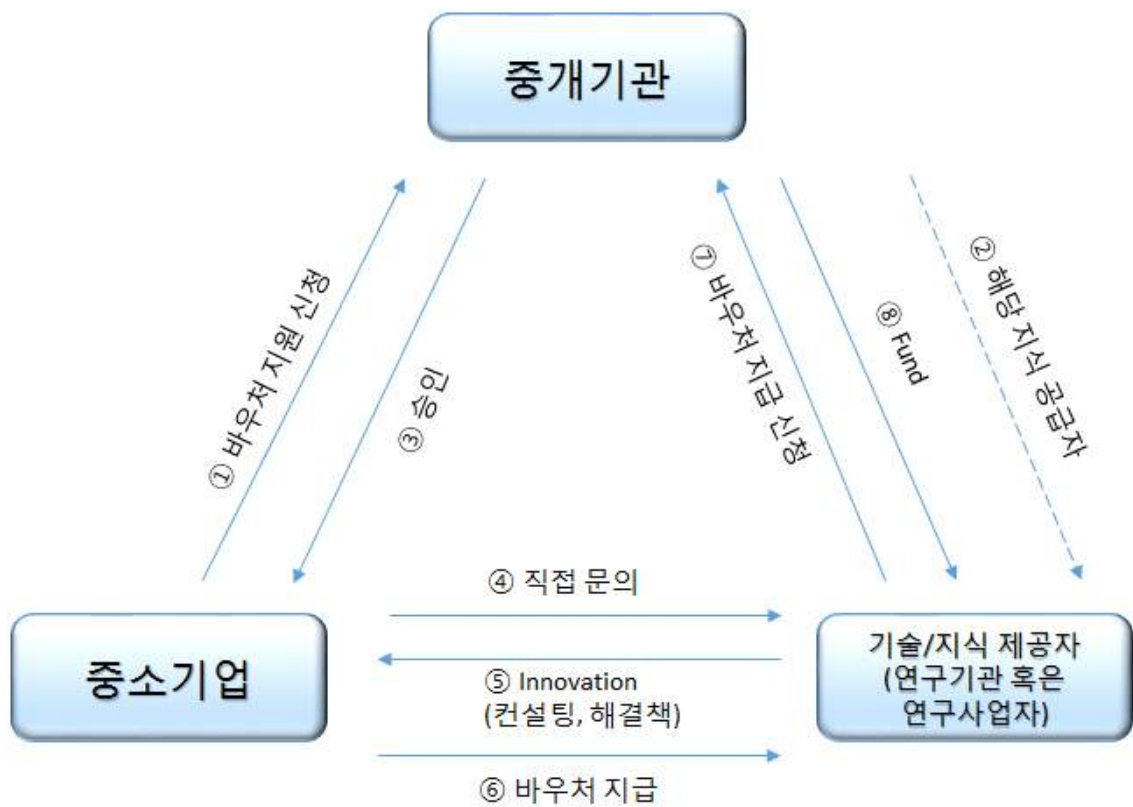 중개기관
① 바우처 지원 신청
③ 승인
⑦ 바우처 지급 신청
⑧ Fund
② 해당 지식 공급자
④ 직접 문의
중소기업
⑤ Innovation
(컨설팅, 해결책)
⑥ 바우처 지급
기술/지식 제공자
(연구기관 혹은
연구사업자)